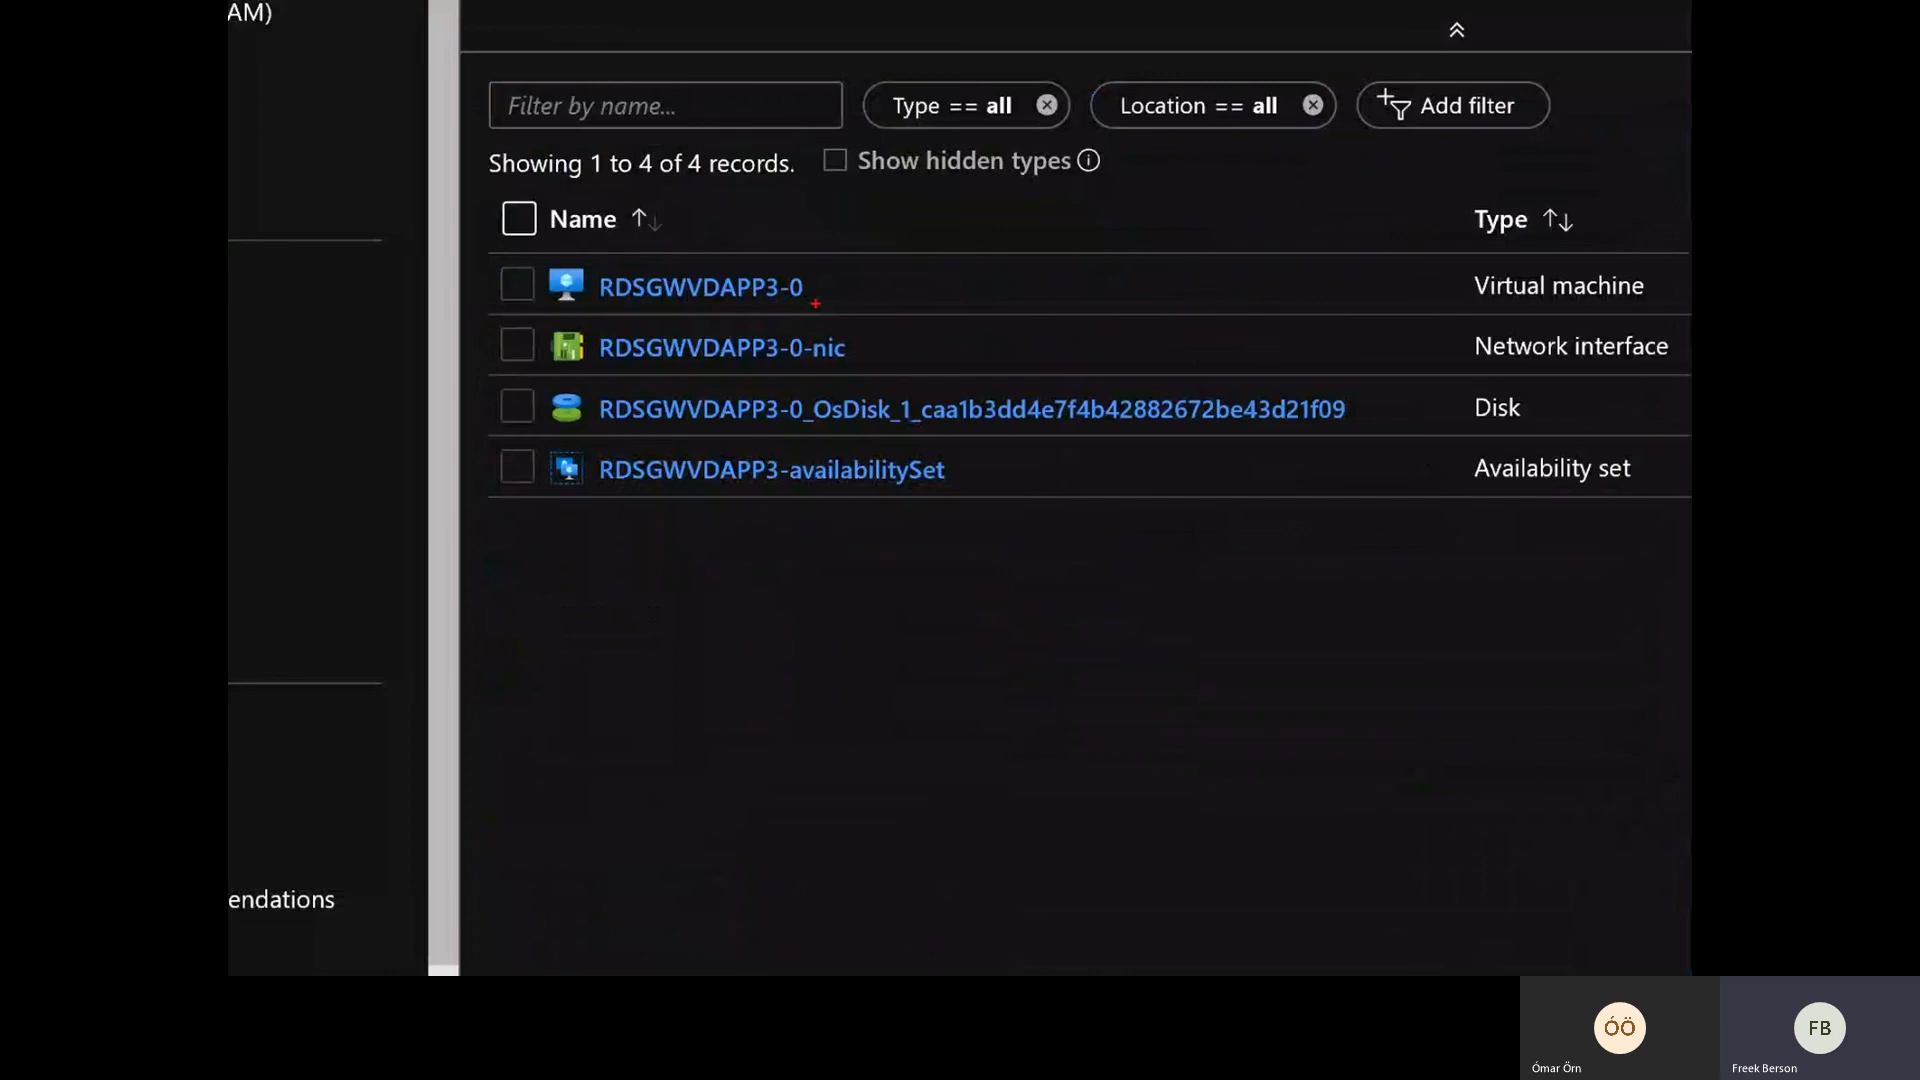 AM)
Filter by name...
Type == all
Location == all
Add filter
Showing 1 to 4 of 4 records.
Show hidden types
Name
Type
RDSGWVDAPP3-0
Virtual machine
RDSGWVDAPP3-0-nic
Network interface
RDSGWVDAPP3-0_OsDisk_1_caa1b3dd4e7f4b42882672be43d21f09
Disk
RDSGWVDAPP3-availabilitySet
Availability set
endations
ÓÖ
FB
Ómar Örn
Freek Berson